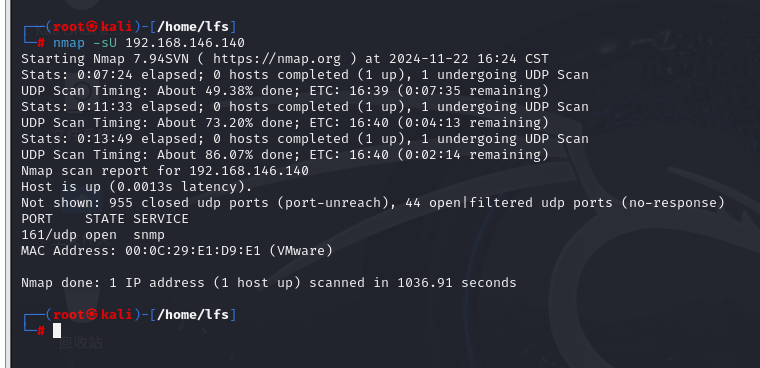 ┌──(root㉿kali)-[/home/lfs]
└─# nmap -sU 192.168.146.140
Starting Nmap 7.94SVN ( https://nmap.org ) at 2024-11-22 16:24 CST
Stats: 0:07:24 elapsed; 0 hosts completed (1 up), 1 undergoing UDP Scan
UDP Scan Timing: About 49.38% done; ETC: 16:39 (0:07:35 remaining)
Stats: 0:11:33 elapsed; 0 hosts completed (1 up), 1 undergoing UDP Scan
UDP Scan Timing: About 73.20% done; ETC: 16:40 (0:04:13 remaining)
Stats: 0:13:49 elapsed; 0 hosts completed (1 up), 1 undergoing UDP Scan
UDP Scan Timing: About 86.07% done; ETC: 16:40 (0:02:14 remaining)
Nmap scan report for 192.168.146.140
Host is up (0.0013s latency).
Not shown: 955 closed udp ports (port-unreach), 44 open|filtered udp ports (no-response)
PORT    STATE SERVICE
161/udp open  snmp
MAC Address: 00:0C:29:E1:D9:E1 (VMware)
Nmap done: 1 IP address (1 host up) scanned in 1036.91 seconds
┌──(root㉿kali)-[/home/lfs]
└─#
回收站